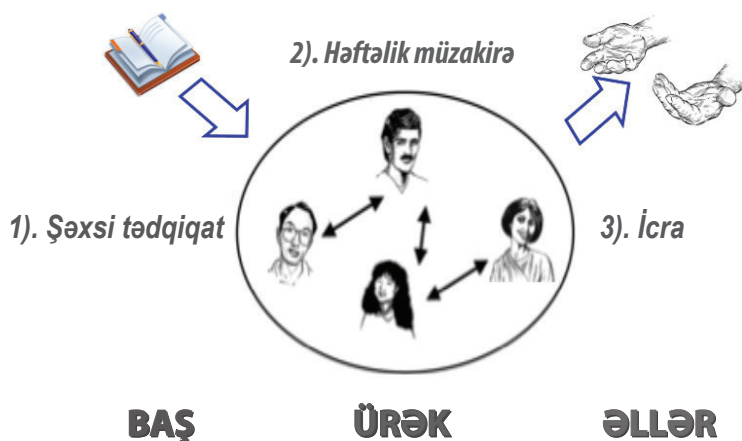 2). Həftəlik müzakirə
1). Şəxsi tədqiqat
3). İcra
BAŞ
ÜRƏK
ƏLLƏR